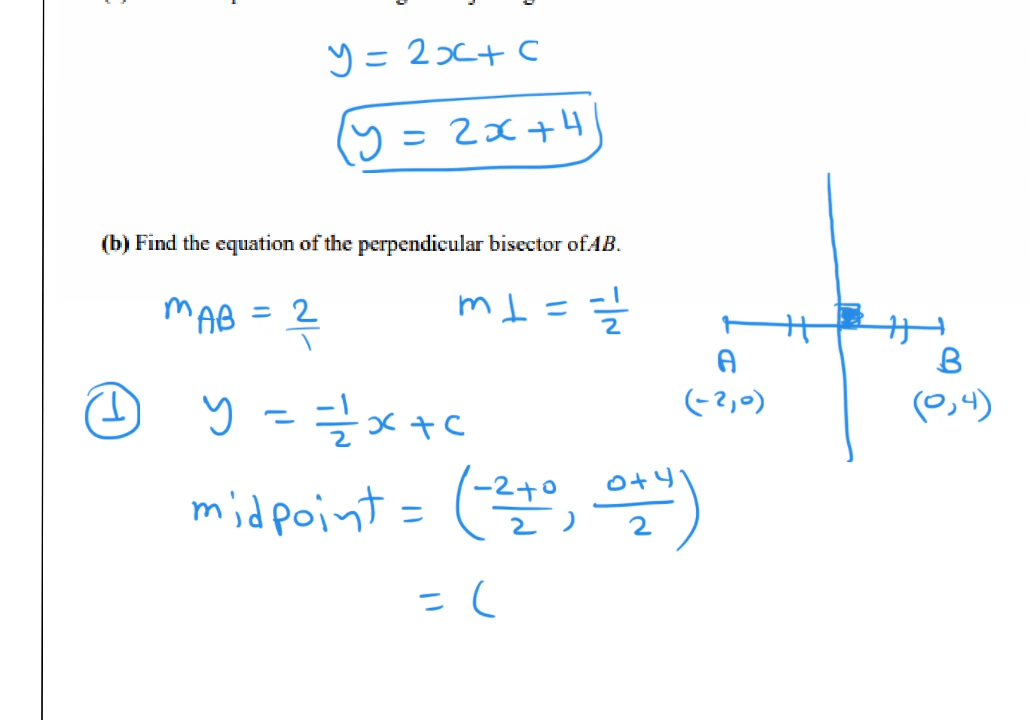 y = 2x + c
y = 2x + 4
(b) Find the equation of the perpendicular bisector of AB.
mAB = 2/1
m⊥ = -1/2
A
B
(-2,0)
(0,4)
① y = -1/2 x + c
midpoint = (-2+0/2, 0+4/2)
= (